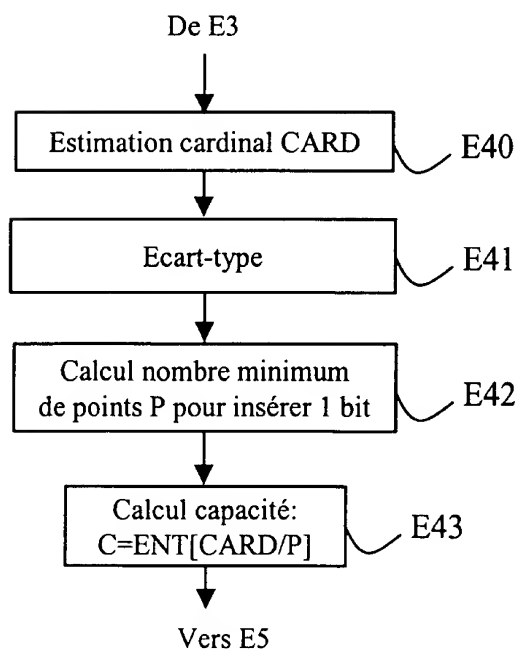 De E3
Estimation cardinal CARD
E40
Ecart-type
E41
Calcul nombre minimum
de points P pour insérer 1 bit
E42
Calcul capacité:
C=ENT[CARD/P]
E43
Vers E5